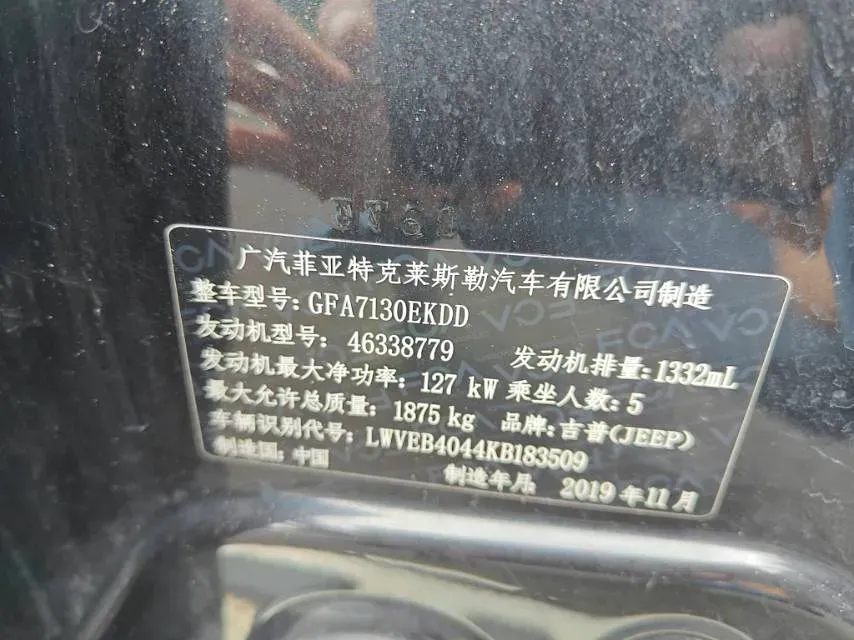 广汽菲亚特克莱斯勒汽车有限公司制造
整车型号:GFA7130EKDD
发动机型号: 46338779 发动机排量:1332mL
发动机最大净功率: 127 kW 乘坐人数: 5
最大允许总质量: 1875 kg 品牌:吉普(JEEP)
车辆识别代号: LWVEB4044KB183509
制造国: 中国 制造年月: 2019年11月